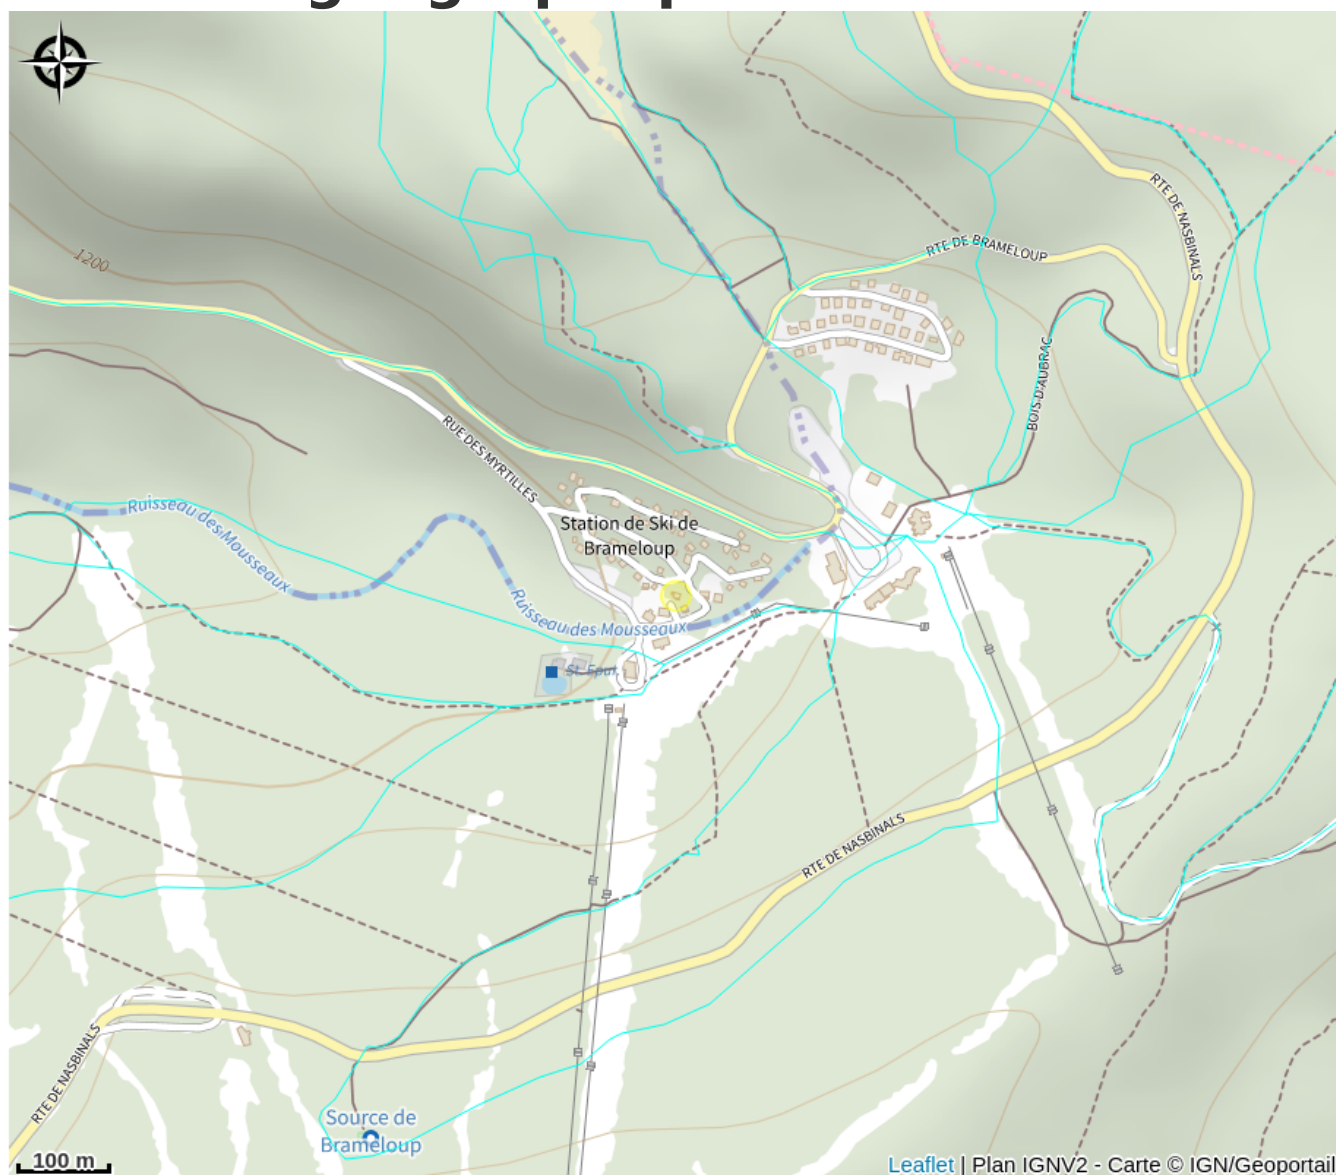 RTE DE NASBINALS
RTE DE BRAMELOUP
1200
BOIS D'AUBRAC
RUE DES MYRTILLES
Ruisseau des Mousseaux
Station de Ski de
Brameloup
Ruisseau des Mousseaux
St. Epur.
RTE DE NASBINALS
RTE DE NASBINALS
Source de
Brameloup
100 m
Leaflet | Plan IGNV2 - Carte © IGN/Geoportail